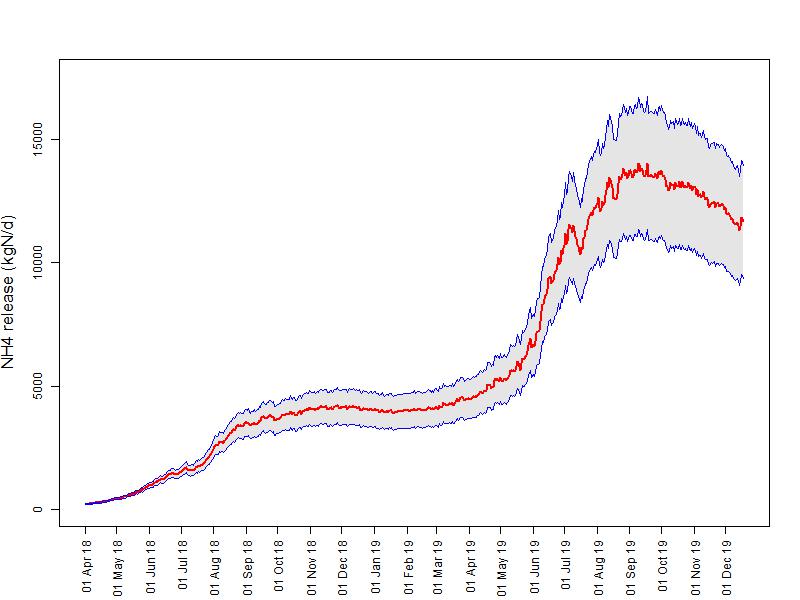 NH4 release (kgN/d)
15000
10000
5000
0
01 Apr 18
01 May 18
01 Jun 18
01 Jul 18
01 Aug 18
01 Sep 18
01 Oct 18
01 Nov 18
01 Dec 18
01 Jan 19
01 Feb 19
01 Mar 19
01 Apr 19
01 May 19
01 Jun 19
01 Jul 19
01 Aug 19
01 Sep 19
01 Oct 19
01 Nov 19
01 Dec 19